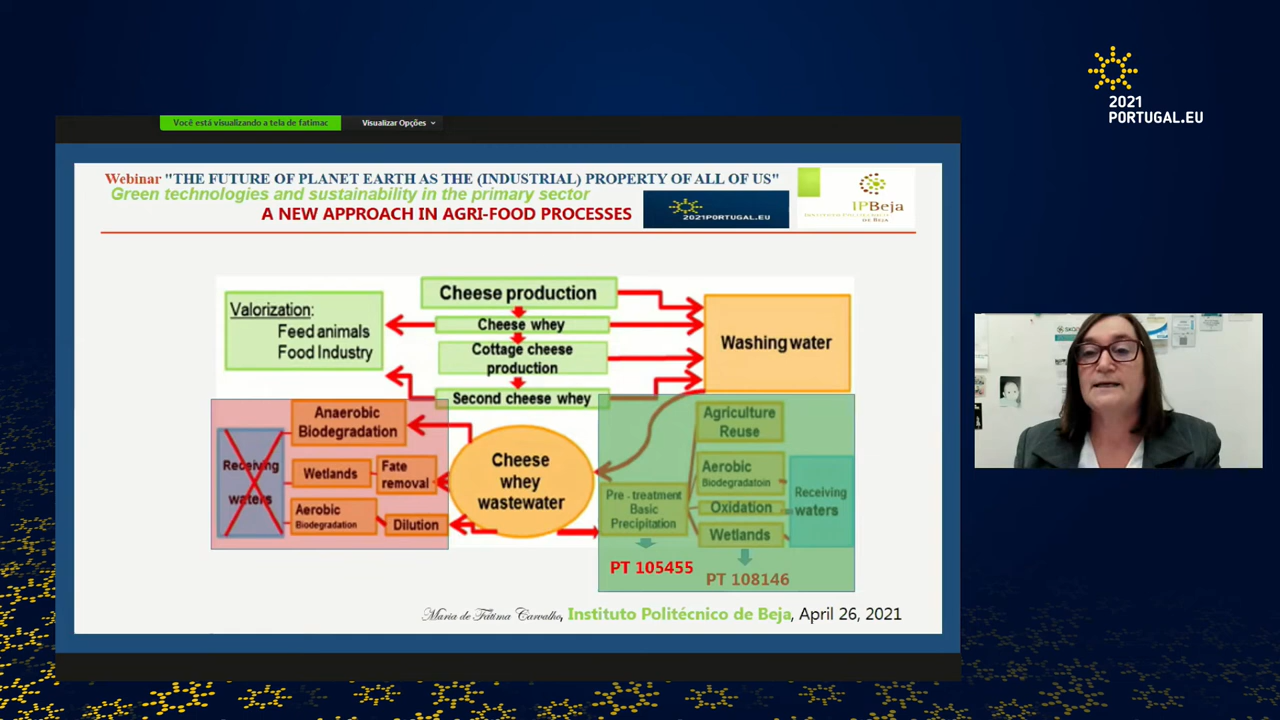 2021
PORTUGAL.EU
Você está visualizando a tela de fatimac
Visualizar Opções
Webinar "THE FUTURE OF PLANET EARTH AS THE (INDUSTRIAL) PROPERTY OF ALL OF US"
Green technologies and sustainability in the primary sector
A NEW APPROACH IN AGRI-FOOD PROCESSES
2021PORTUGAL.EU
IPBeja
DE BEJA
Valorization:
Feed animals
Food Industry
Cheese production
Cheese whey
Cottage cheese
production
Second cheese whey
Washing water
Anaerobic
Biodegradation
Receiving
waters
Wetlands
Fate
removal
Aerobic
Biodegradation
Dilution
Cheese
whey
wastewater
Pre - treatment
Basic
Precipitation
Agriculture
Reuse
Aerobic
Biodegradatoin
Oxidation
Wetlands
Receiving
waters
PT 105455
PT 108146
Maria de Fátima Carvalho, Instituto Politécnico de Beja, April 26, 2021